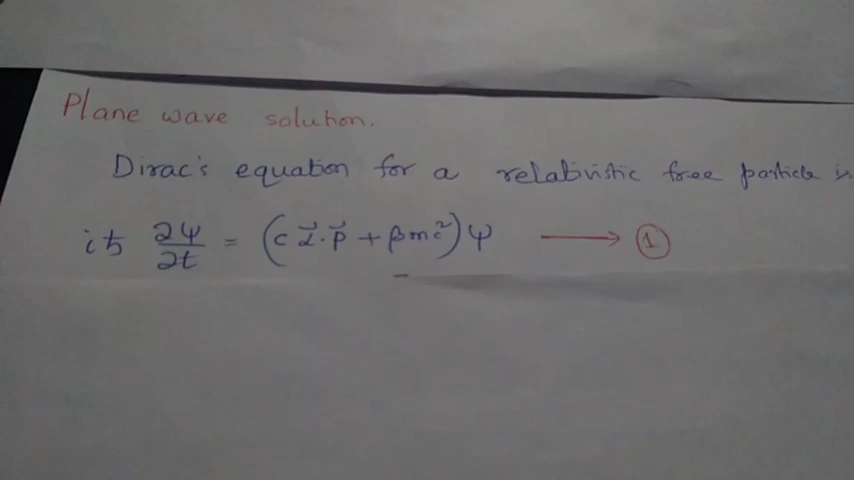 Plane wave solution.
Dirac's equation for a relativistic free particle is
iħ ∂ψ/∂t = (c α⃗·p⃗ + βmc²)ψ ⟶ ①